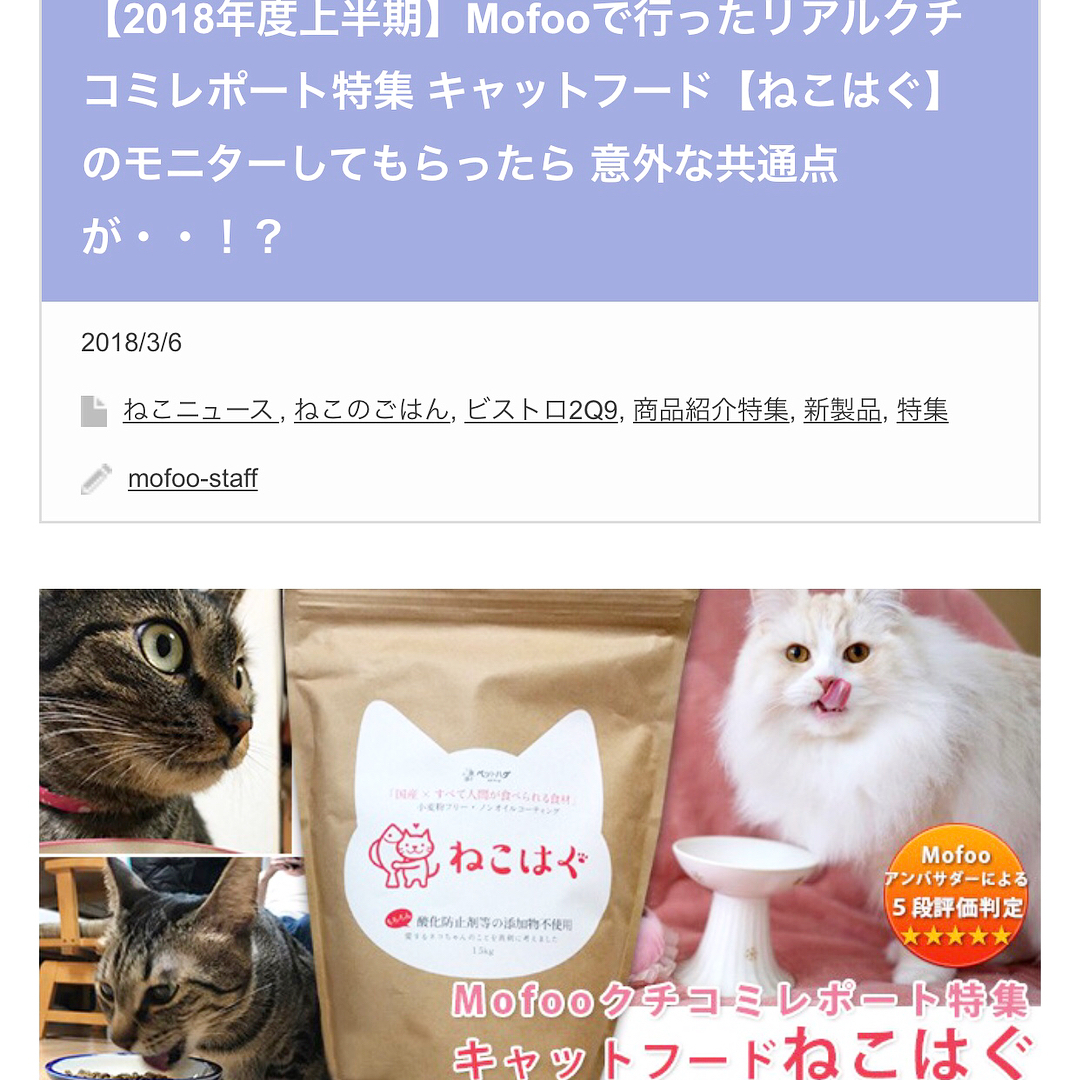 【2018年度上半期】Mofooで行ったリアルクチ
コミレポート特集 キャットフード【ねこはぐ】
のモニターしてもらったら 意外な共通点
が・・！？
2018/3/6
ねこニュース , ねこのごはん, ビストロ2Q9, 商品紹介特集, 新製品, 特集
mofoo-staff
ペットハグ
「国産 × すべて人間が食べられる食材」
小麦粉フリー・ノンオイルコーティング
ねこはぐ
もちろん 酸化防止剤等の添加物不使用
愛するネコちゃんのことを真剣に考えました
1.5kg
Mofoo
アンバサダーによる
5段評価判定
★★★★★
Mofooクチコミレポート特集
キャットフードねこはぐ